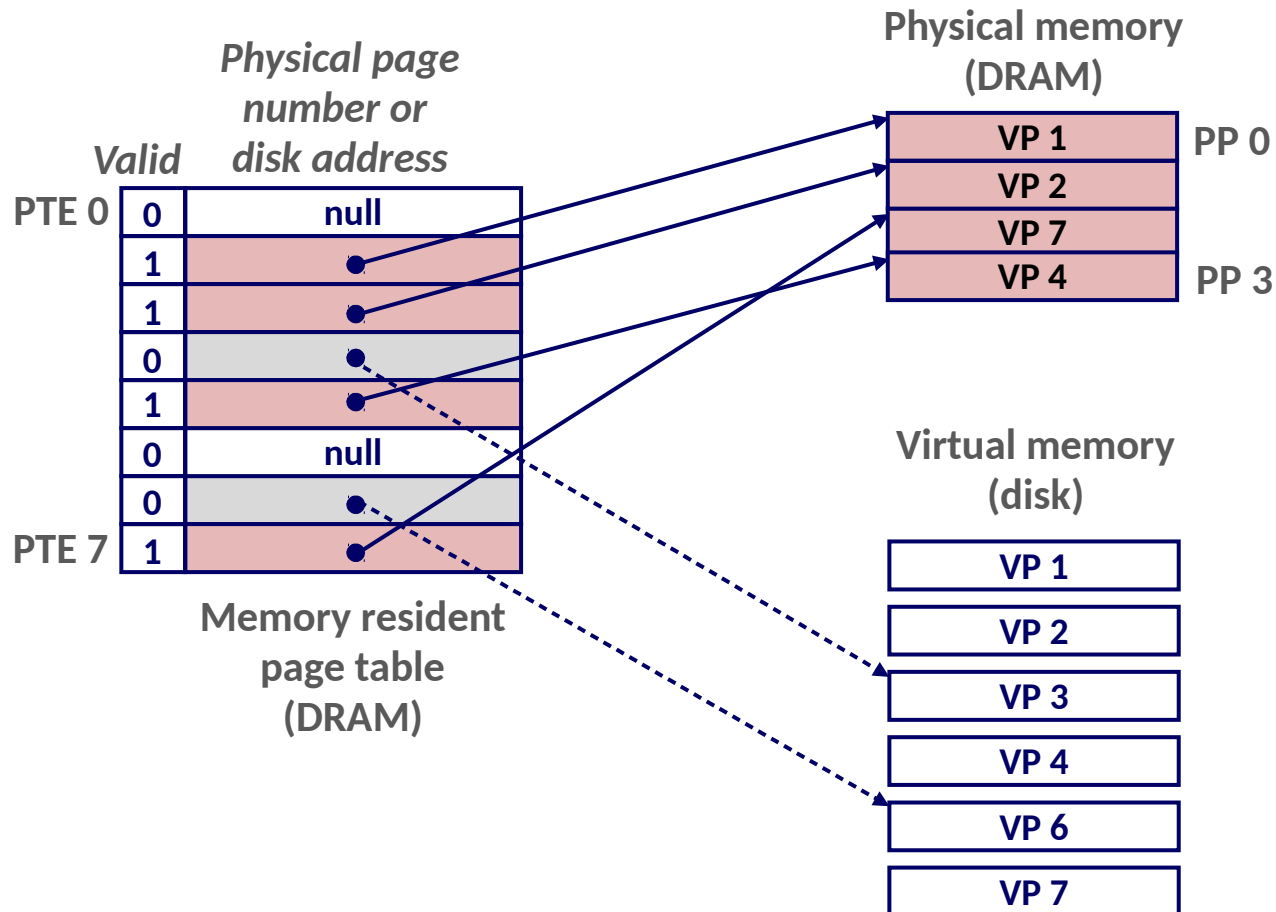 Physical memory
(DRAM)
Physical page
number or
disk address
Valid
VP 1
PP 0
VP 2
VP 7
VP 4
PP 3
PTE 0
0
null
1
1
0
1
0
null
0
PTE 7
1
Memory resident
page table
(DRAM)
Virtual memory
(disk)
VP 1
VP 2
VP 3
VP 4
VP 6
VP 7